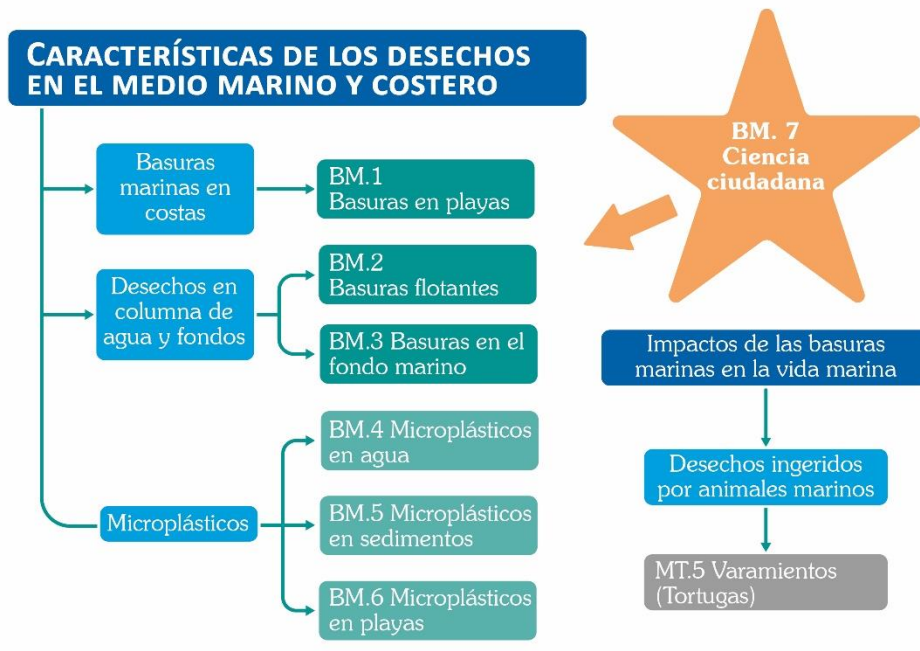 CARACTERÍSTICAS DE LOS DESECHOS
EN EL MEDIO MARINO Y COSTERO
Basuras
marinas en
costas
BM.1
Basuras en playas
Desechos en
columna de
agua y fondos
BM.2
Basuras flotantes
BM.3 Basuras en el
fondo marino
Microplásticos
BM.4 Microplásticos
en agua
BM.5 Microplásticos
en sedimentos
BM.6 Microplásticos
en playas
BM. 7
Ciencia
ciudadana
Impactos de las basuras
marinas en la vida marina
Desechos ingeridos
por animales marinos
MT.5 Varamientos
(Tortugas)